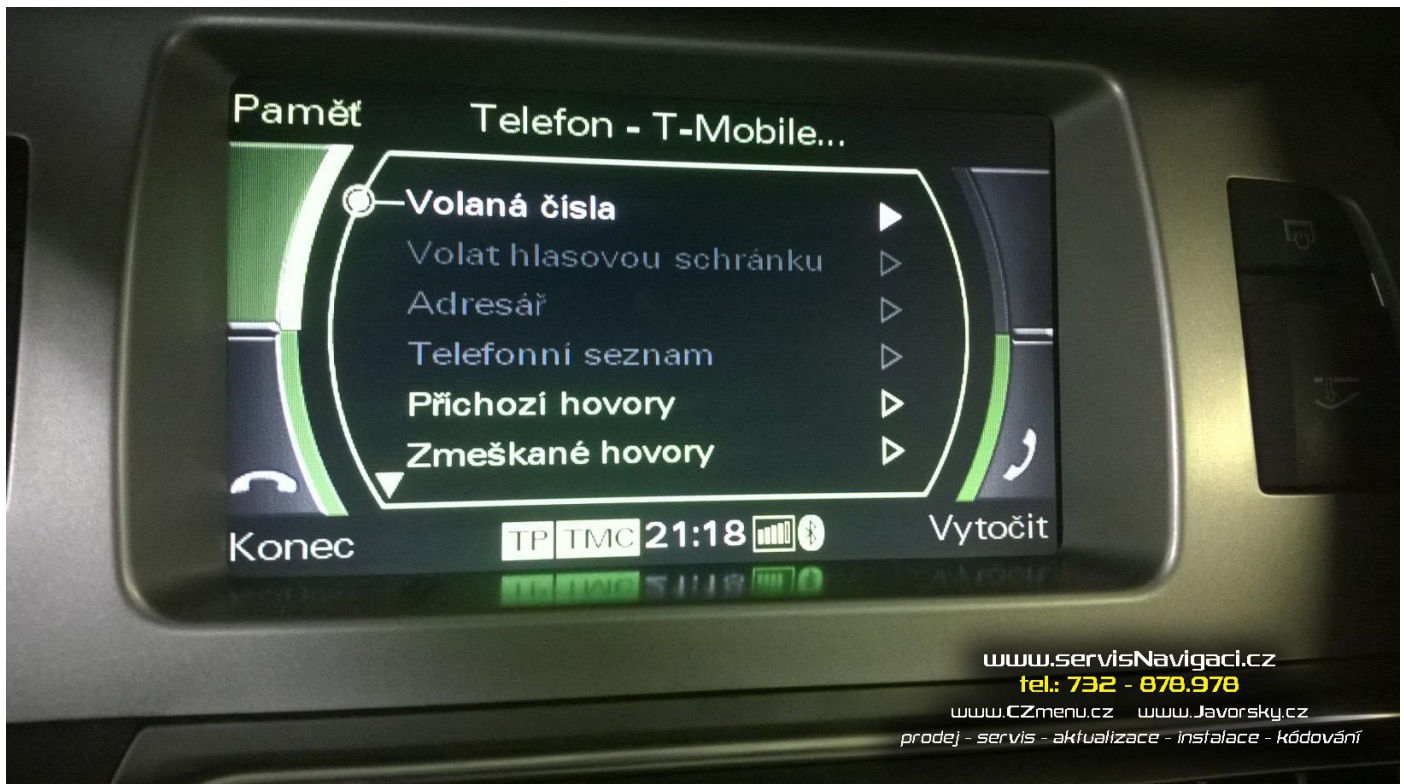 Paměť
Telefon - T-Mobile...
Volaná čísla
Volat hlasovou schránku
Adresář
Telefonní seznam
Příchozí hovory
Zmeškané hovory
Konec
TP TMC 21:18
Vytočit
www.servisNavigaci.cz
tel.: 732 - 878.978
www.CZmenu.cz www.Javorsky.cz
prodej - servis - aktualizace - instalace - kódování